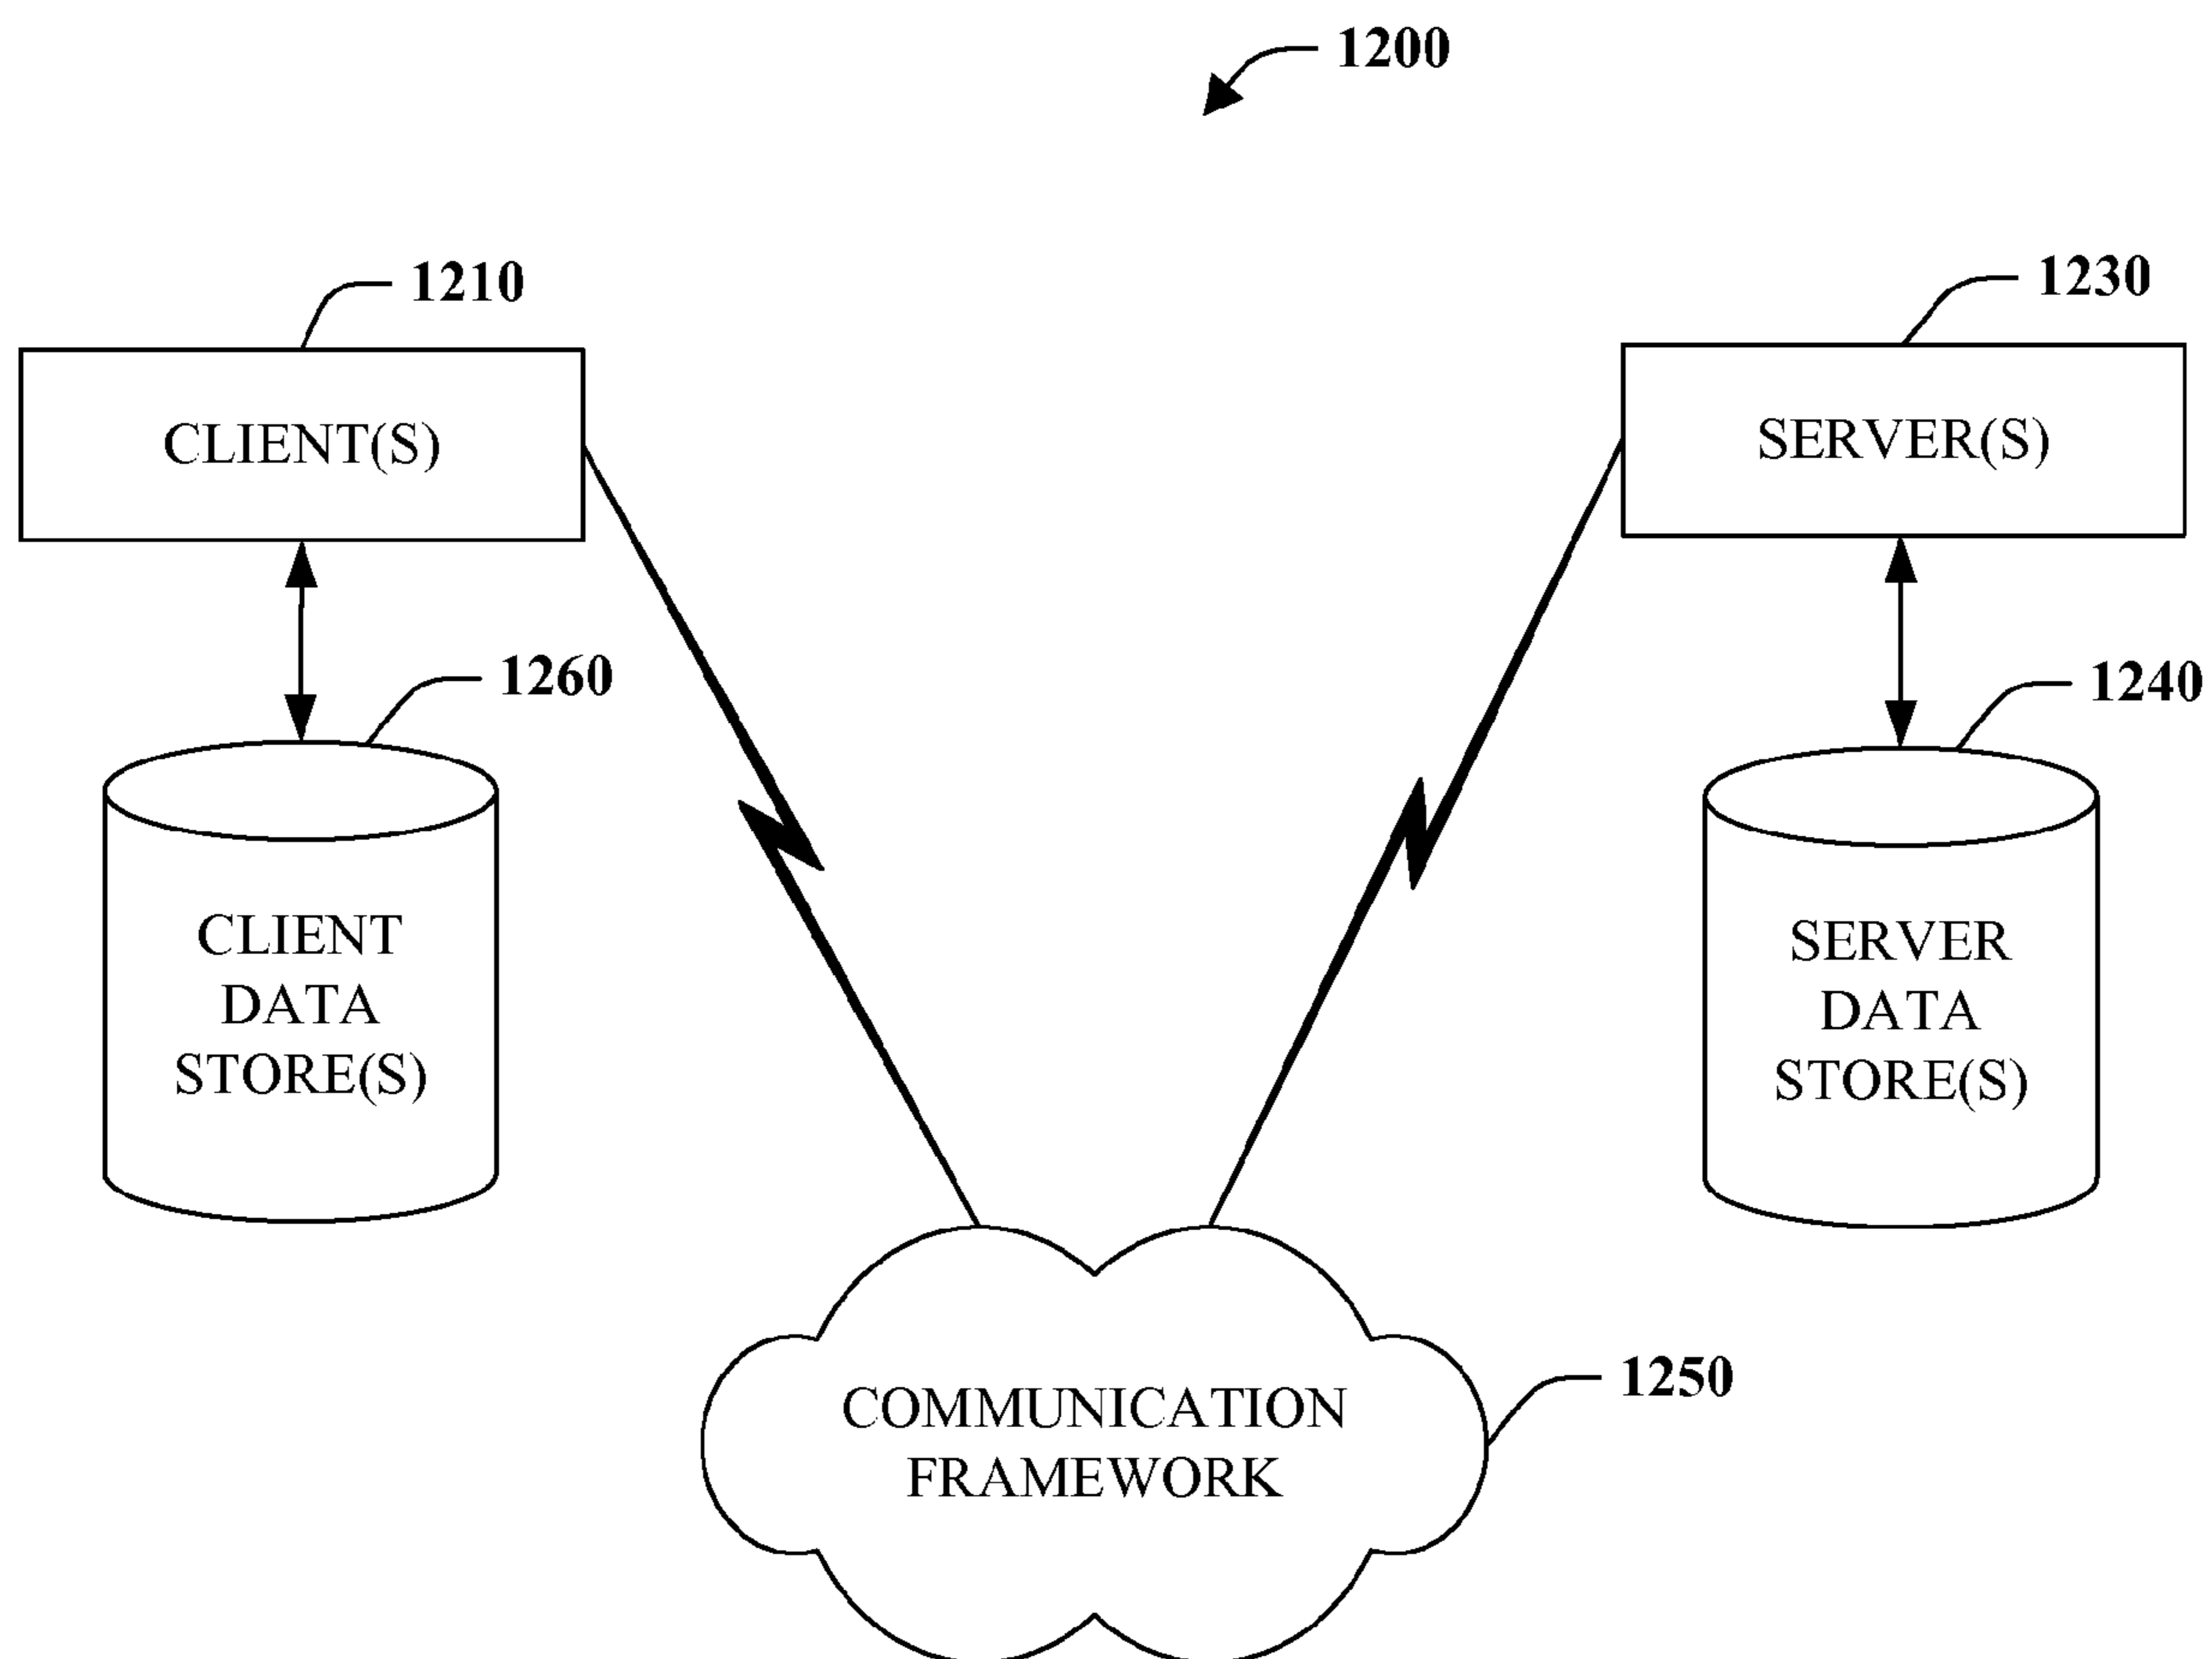 1200
1210
1230
CLIENT(S)
SERVER(S)
1260
1240
CLIENT
DATA
STORE(S)
SERVER
DATA
STORE(S)
1250
COMMUNICATION
FRAMEWORK